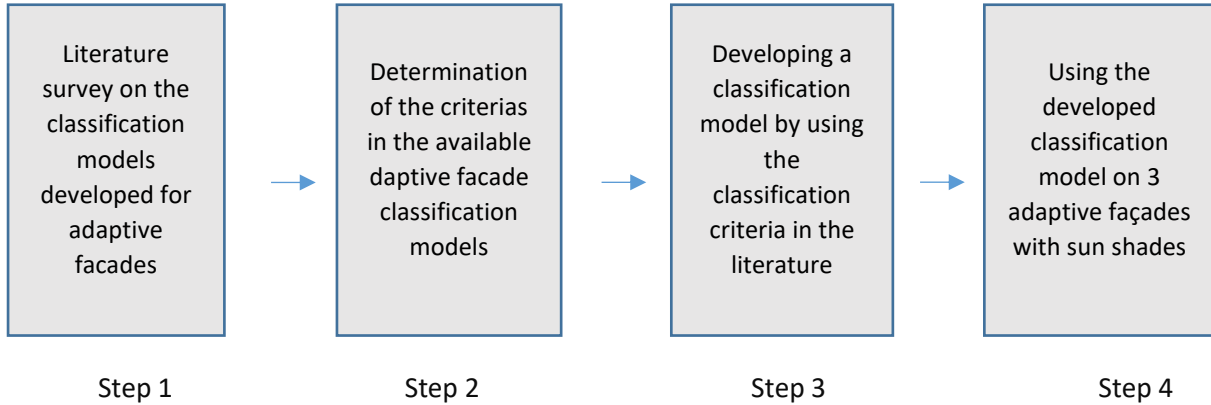 Literature
survey on the
classification
models
developed for
adaptive
facades
Determination
of the criterias
in the available
daptive facade
classification
models
Developing a
classification
model by using
the
classification
criteria in the
literature
Using the
developed
classification
model on 3
adaptive façades
with sun shades
Step 1
Step 2
Step 3
Step 4